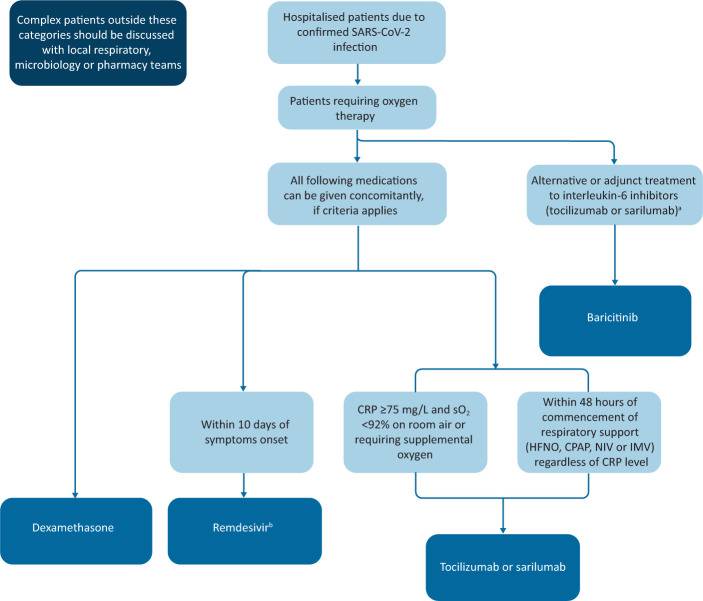 Complex patients outside these
categories should be discussed
with local respiratory,
microbiology or pharmacy teams
Hospitalised patients due to
confirmed SARS-CoV-2
infection
Patients requiring oxygen
therapy
All following medications
can be given concomitantly,
if criteria applies
Alternative or adjunct treatment
to interleukin-6 inhibitors
(tocilizumab or sarilumab)ª
Baricitinib
Within 10 days of
symptoms onset
CRP ≥75 mg/L and sO₂
<92% on room air or
requiring supplemental
oxygen
Within 48 hours of
commencement of
respiratory support
(HFNO, CPAP, NIV or IMV)
regardless of CRP level
Dexamethasone
Remdesivirᵇ
Tocilizumab or sarilumab